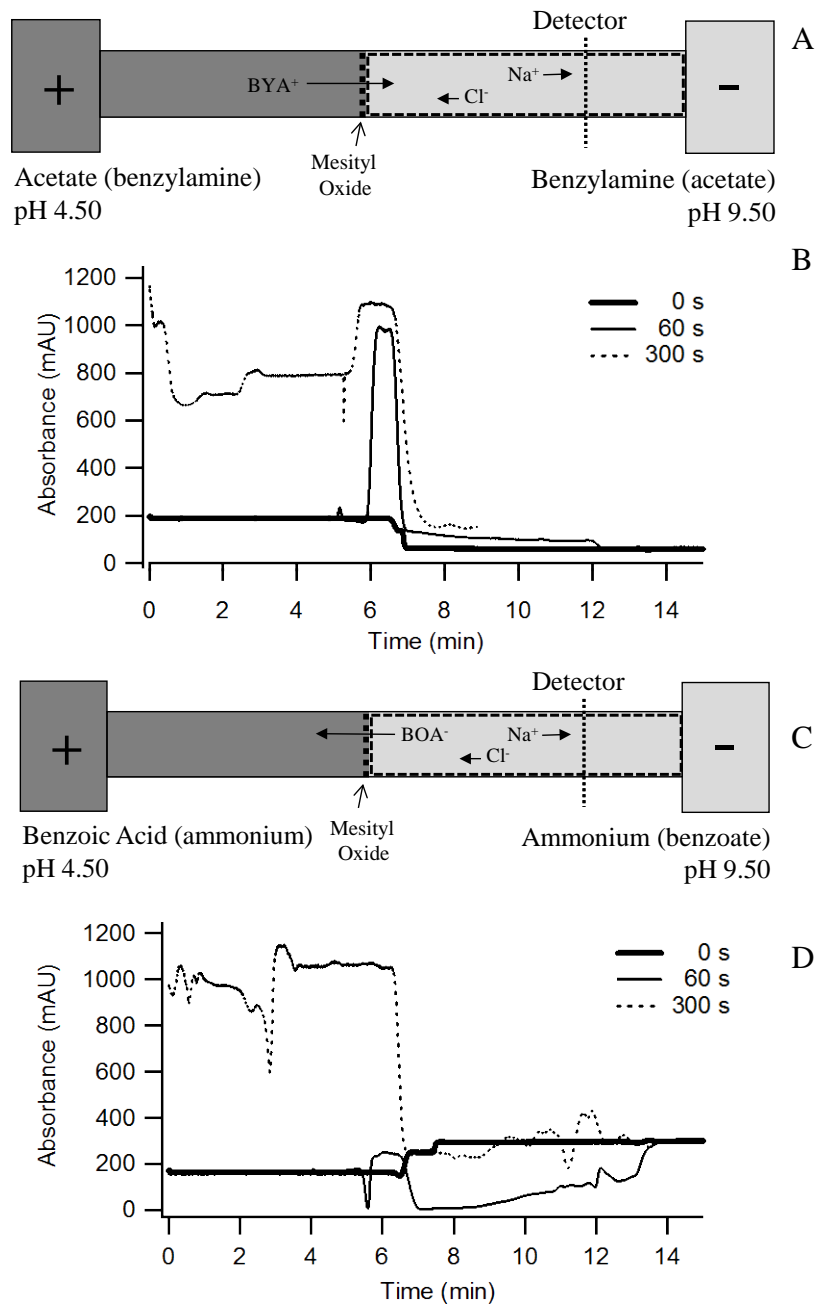 Detector
A
+
BYA⁺
Na⁺
Cl⁻
-
Mesityl
Oxide
Acetate (benzylamine)
pH 4.50
Benzylamine (acetate)
pH 9.50
B
1200
1000
800
600
400
200
0
Absorbance (mAU)
0 s
60 s
300 s
0 2 4 6 8 10 12 14
Time (min)
Detector
C
+
BOA⁻
Na⁺
Cl⁻
-
Mesityl
Oxide
Benzoic Acid (ammonium)
pH 4.50
Ammonium (benzoate)
pH 9.50
D
1200
1000
800
600
400
200
0
Absorbance (mAU)
0 s
60 s
300 s
0 2 4 6 8 10 12 14
Time (min)